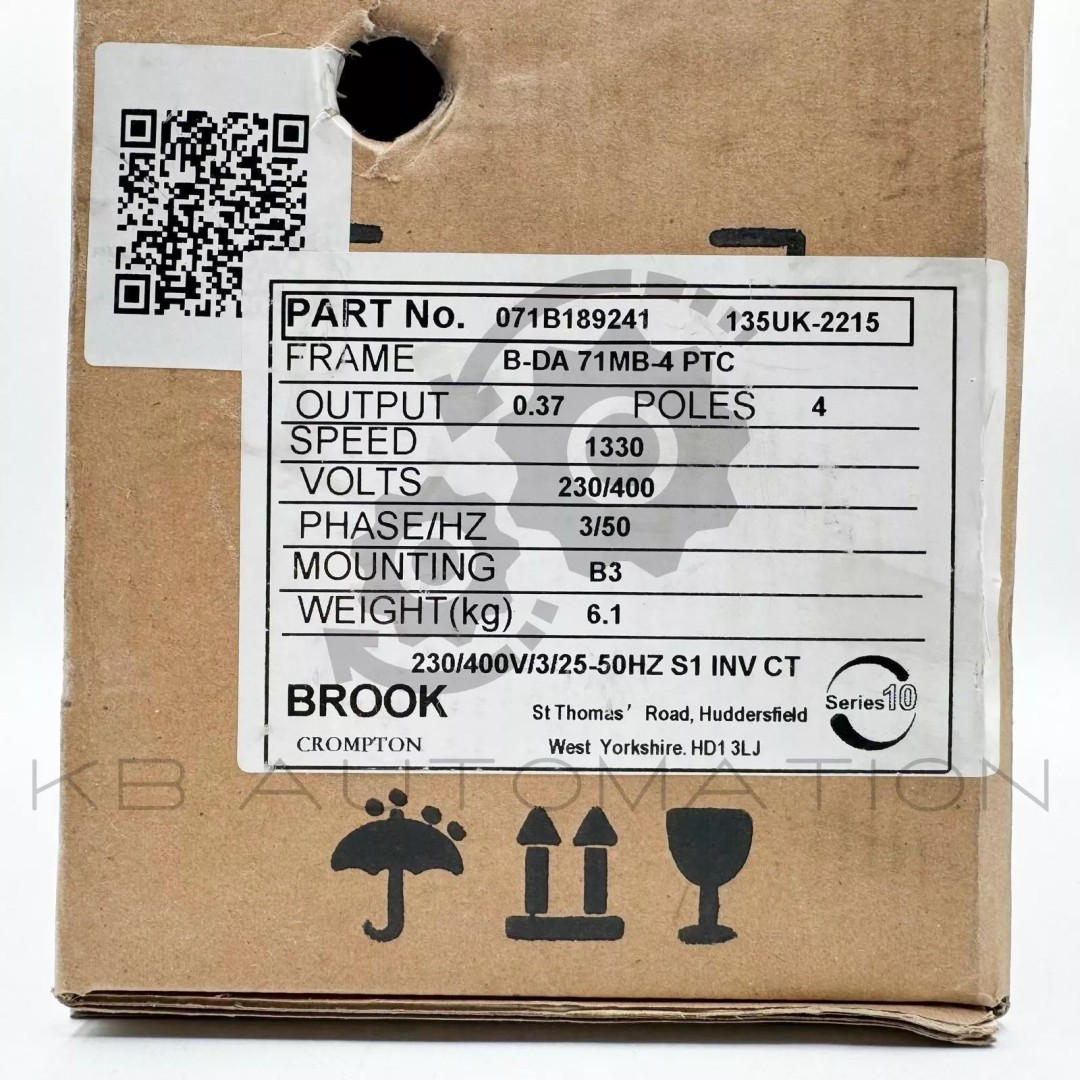 PART No. 071B189241 135UK-2215
FRAME B-DA 71MB-4 PTC
OUTPUT 0.37 POLES 4
SPEED 1330
VOLTS 230/400
PHASE/HZ 3/50
MOUNTING B3
WEIGHT(kg) 6.1
230/400V/3/25-50HZ S1 INV CT
BROOK
CROMPTON
St Thomas' Road, Huddersfield
West Yorkshire. HD1 3LJ
Series10
KB AUTOMATION